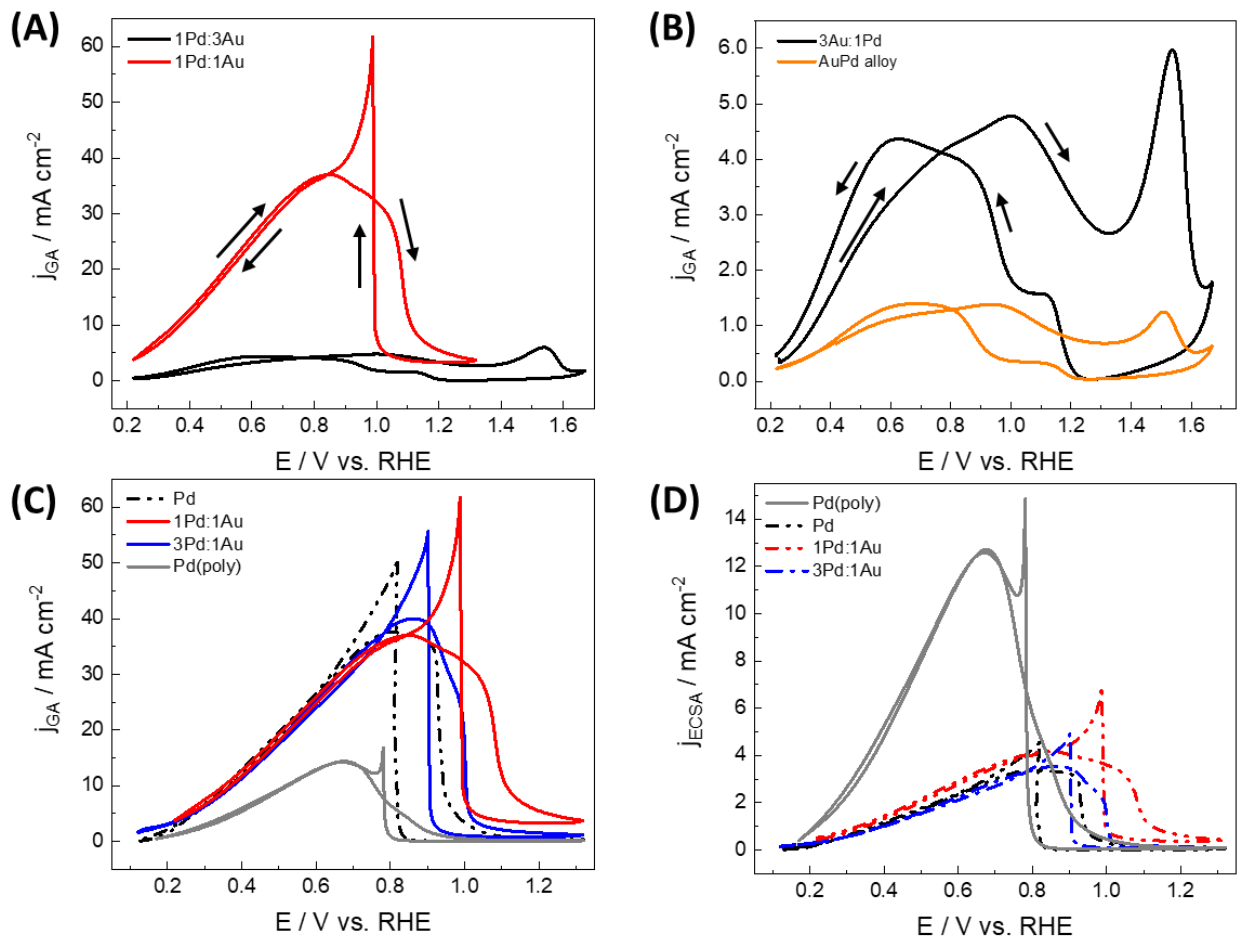 (A)
1Pd:3Au
1Pd:1Au
60
50
40
30
20
10
0
j_GA / mA cm⁻²
0.2 0.4 0.6 0.8 1.0 1.2 1.4 1.6
E / V vs. RHE
(B)
3Au:1Pd
AuPd alloy
6.0
5.0
4.0
3.0
2.0
1.0
0.0
j_GA / mA cm⁻²
0.2 0.4 0.6 0.8 1.0 1.2 1.4 1.6
E / V vs. RHE
(C)
Pd
1Pd:1Au
3Pd:1Au
Pd(poly)
60
50
40
30
20
10
0
j_GA / mA cm⁻²
0.2 0.4 0.6 0.8 1.0 1.2
E / V vs. RHE
(D)
Pd(poly)
Pd
1Pd:1Au
3Pd:1Au
14
12
10
8
6
4
2
0
j_ECSA / mA cm⁻²
0.2 0.4 0.6 0.8 1.0 1.2
E / V vs. RHE